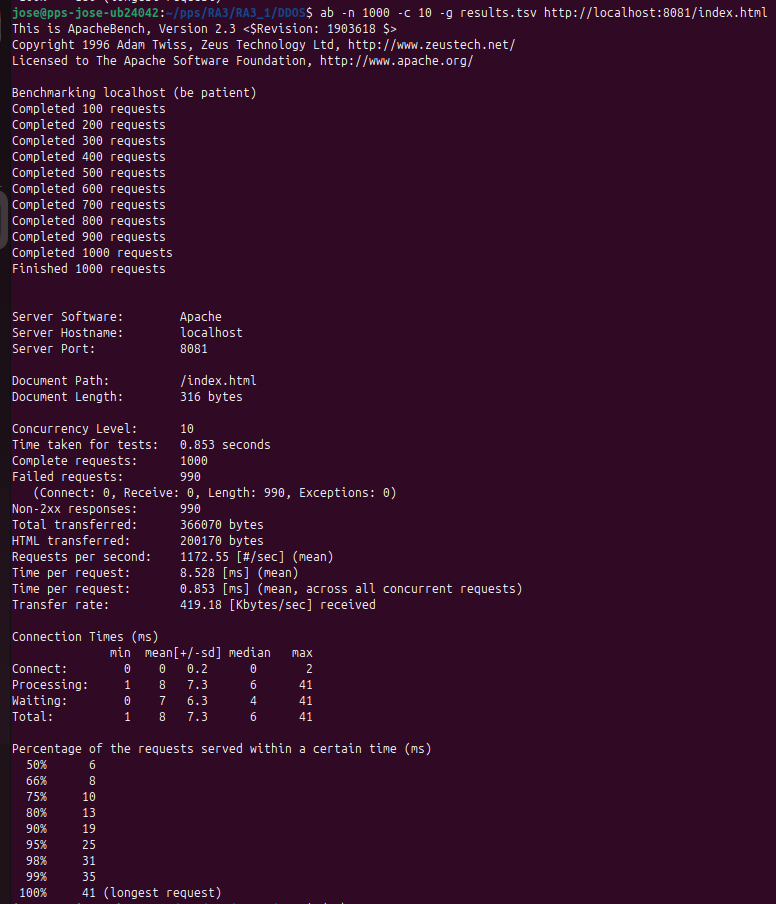 jose@pps-jose-ub24042:~/pps/RA3/RA3_1/DDOS$ ab -n 1000 -c 10 -g results.tsv http://localhost:8081/index.html
This is ApacheBench, Version 2.3 <$Revision: 1903618 $>
Copyright 1996 Adam Twiss, Zeus Technology Ltd, http://www.zeustech.net/
Licensed to The Apache Software Foundation, http://www.apache.org/

Benchmarking localhost (be patient)
Completed 100 requests
Completed 200 requests
Completed 300 requests
Completed 400 requests
Completed 500 requests
Completed 600 requests
Completed 700 requests
Completed 800 requests
Completed 900 requests
Completed 1000 requests
Finished 1000 requests


Server Software:        Apache
Server Hostname:        localhost
Server Port:            8081

Document Path:          /index.html
Document Length:        316 bytes

Concurrency Level:      10
Time taken for tests:   0.853 seconds
Complete requests:      1000
Failed requests:        990
   (Connect: 0, Receive: 0, Length: 990, Exceptions: 0)
Non-2xx responses:      990
Total transferred:      366070 bytes
HTML transferred:       200170 bytes
Requests per second:    1172.55 [#/sec] (mean)
Time per request:       8.528 [ms] (mean)
Time per request:       0.853 [ms] (mean, across all concurrent requests)
Transfer rate:          419.18 [Kbytes/sec] received

Connection Times (ms)
              min  mean[+/-sd] median   max
Connect:        0    0   0.2      0       2
Processing:     1    8   7.3      6      41
Waiting:        0    7   6.3      4      41
Total:          1    8   7.3      6      41

Percentage of the requests served within a certain time (ms)
  50%      6
  66%      8
  75%     10
  80%     13
  90%     19
  95%     25
  98%     31
  99%     35
 100%     41 (longest request)